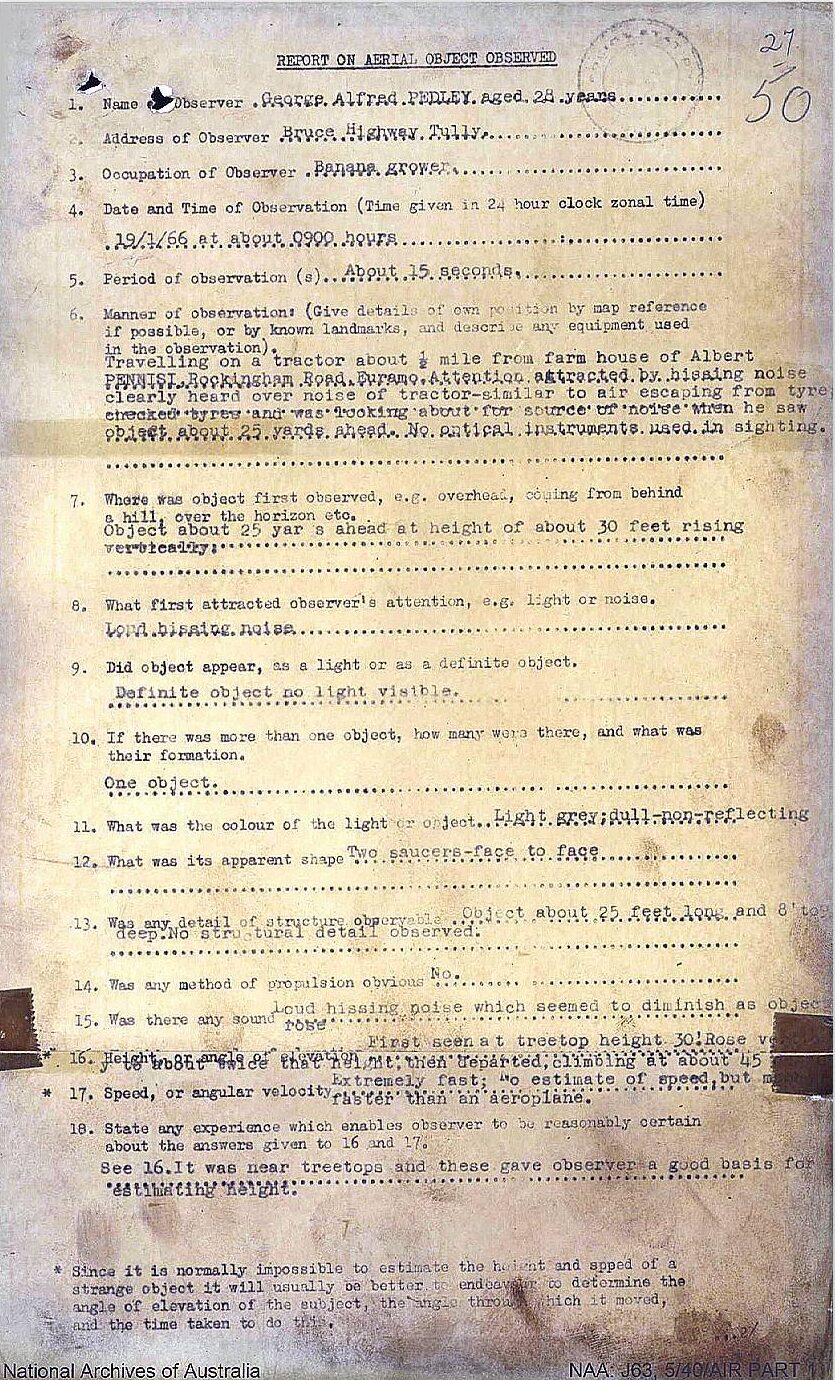 27
50
REPORT ON AERIAL OBJECT OBSERVED
1. Name Observer George Alfred PEDLEY aged 28 years
2. Address of Observer Bruce Highway Tully.
3. Occupation of Observer Banana grower.
4. Date and Time of Observation (Time given in 24 hour clock zonal time)
19/1/66 at about 0900 hours
5. Period of observation (s) About 15 seconds.
6. Manner of observation: (Give details of own position by map reference
if possible, or by known landmarks, and describe any equipment used
in the observation).
Travelling on a tractor about ½ mile from farm house of Albert
PENNISI Rockingham Road Euramo. Attention attracted by hissing noise
clearly heard over noise of tractor-similar to air escaping from tyre
checked tyres and was looking about for source of noise when he saw
object about 25 yards ahead. No optical instruments used in sighting.
7. Where was object first observed, e.g. overhead, coming from behind
a hill, over the horizon etc.
Object about 25 yar s ahead at height of about 30 feet rising
vertically.
8. What first attracted observer's attention, e.g. light or noise.
Loud hissing noise
9. Did object appear, as a light or as a definite object.
Definite object no light visible.
10. If there was more than one object, how many were there, and what was
their formation.
One object.
11. What was the colour of the light or object Light grey;dull-non-reflecting
12. What was its apparent shape Two saucers-face to face
13. Was any detail of structure observable Object about 25 feet long and 8' to
deep.No structural detail observed.
14. Was any method of propulsion obvious No.
15. Was there any sound Loud hissing noise which seemed to diminish as objec
rose
* 16. Height, or angle of elevation First seen at treetop height 30'.Rose ve
y to about twice that height,then departed,climbing at about 45
* 17. Speed, or angular velocity Extremely fast; No estimate of speed,but
faster than an aeroplane.
18. State any experience which enables observer to be reasonably certain
about the answers given to 16 and 17.
See 16.It was near treetops and these gave observer a good basis for
estimating height.
* Since it is normally impossible to estimate the height and spped of a
strange object it will usually be better to endeavour to determine the
angle of elevation of the subject, the angle through which it moved,
and the time taken to do this.
...2/
National Archives of Australia
NAA: J63, 5/40/AIR PART 1